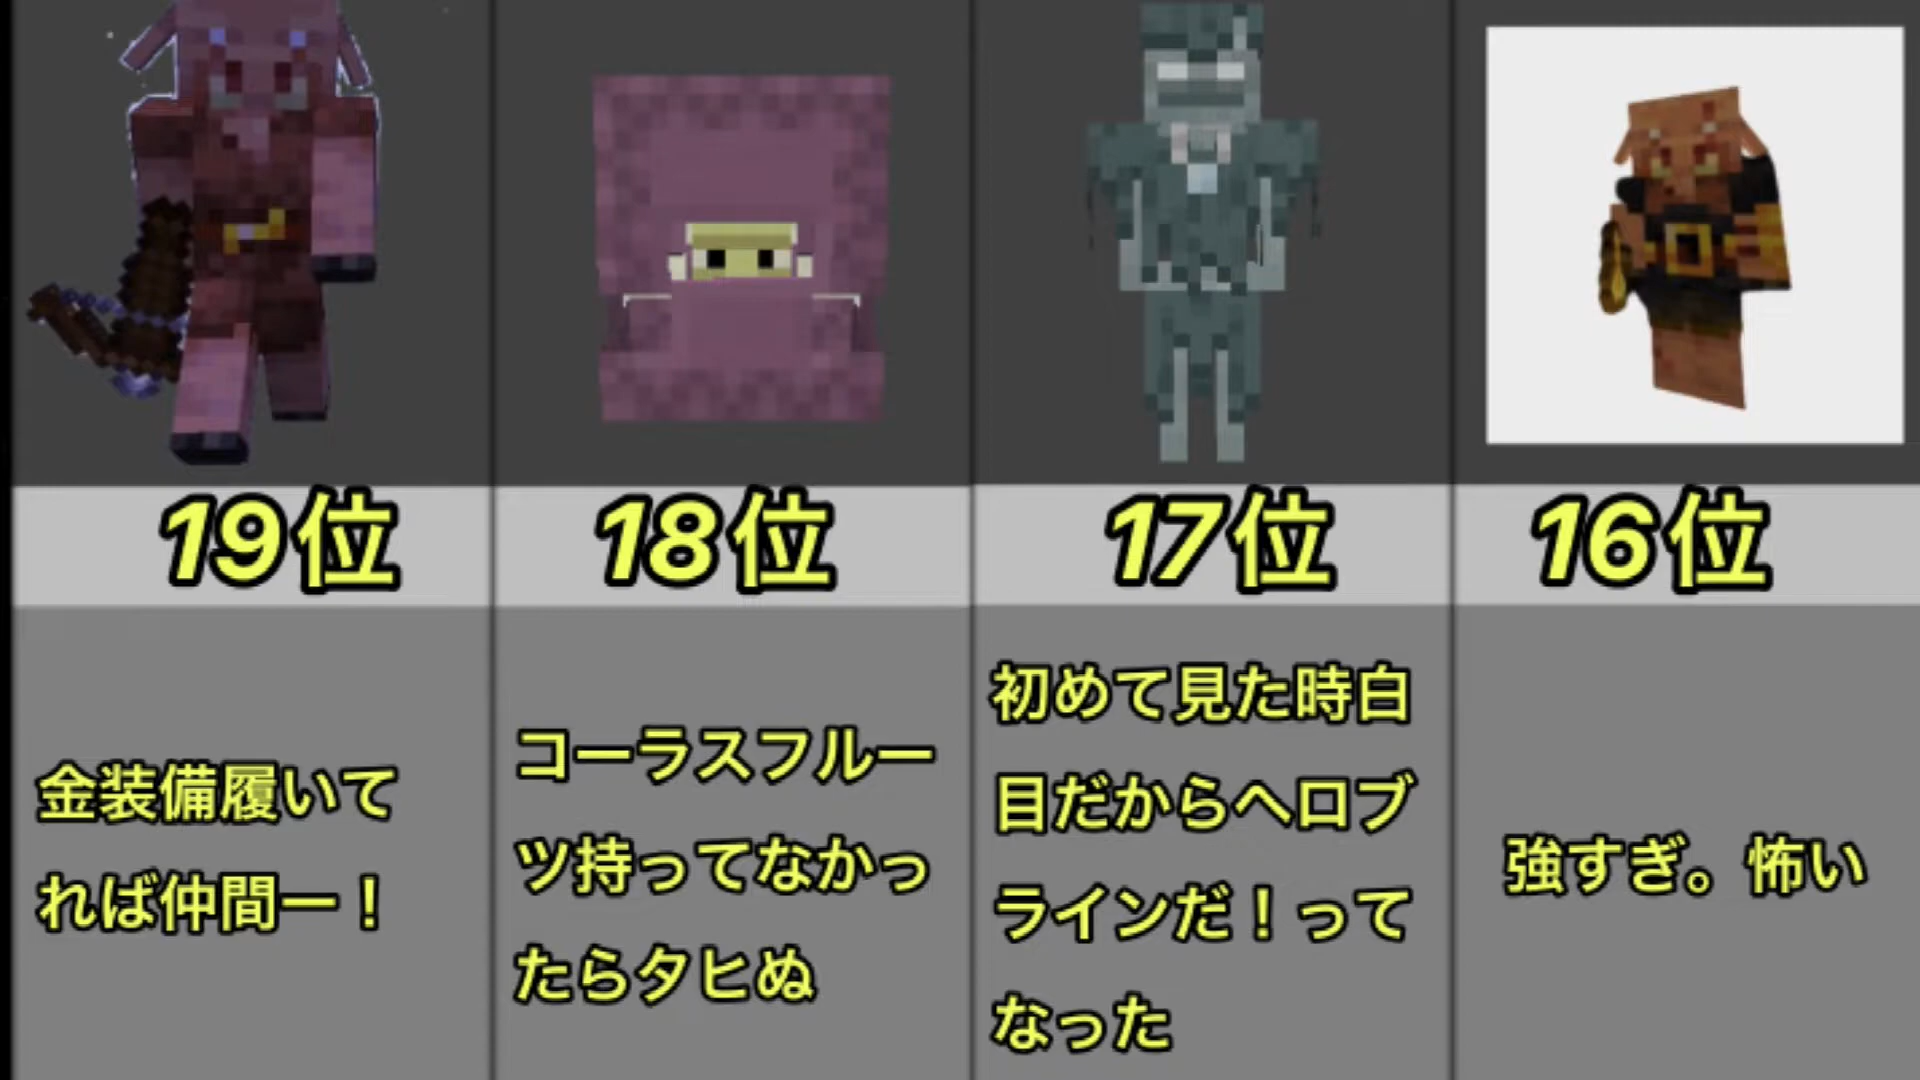 19位
金装備履いて
れば仲間ー！
18位
コーラスフルー
ツ持ってなかっ
たらタヒぬ
17位
初めて見た時白
目だからヘロブ
ラインだ！って
なった
16位
強すぎ。怖い